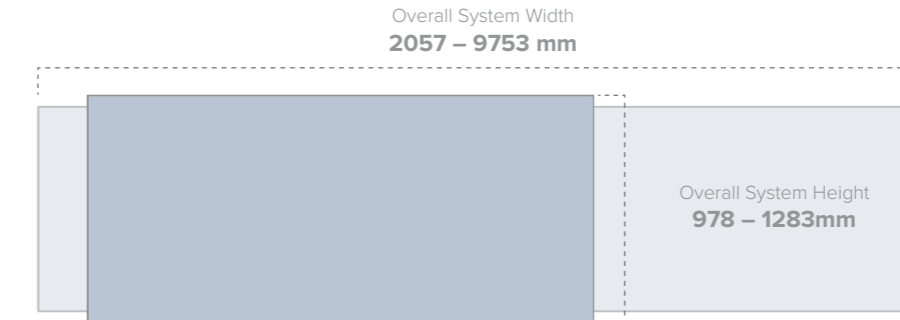 Overall System Width
2057 – 9753 mm
Overall System Height
978 – 1283mm